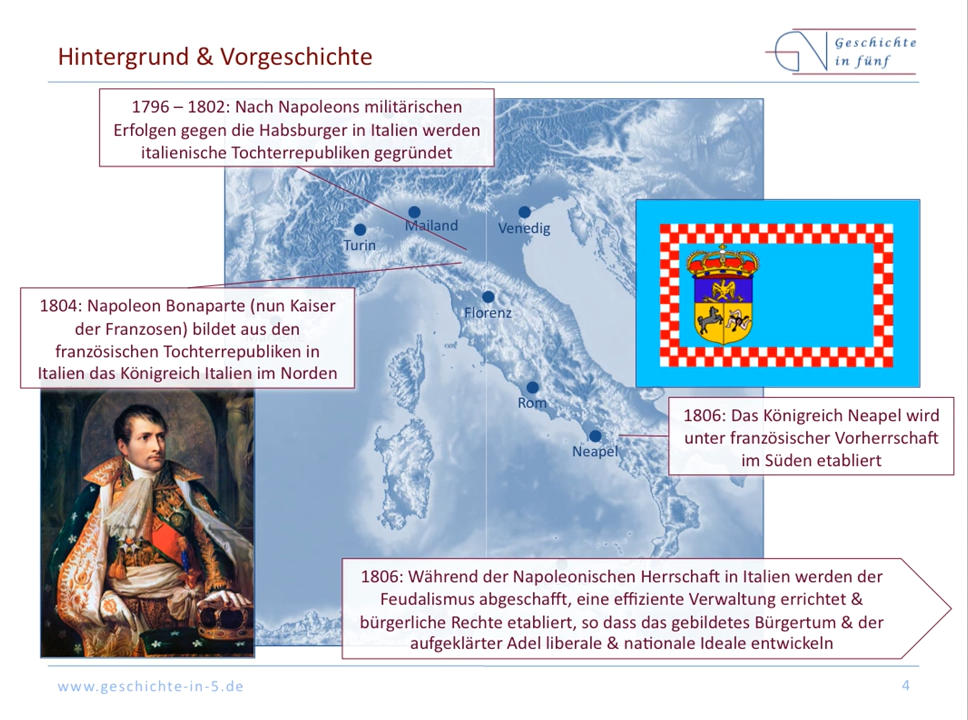 Hintergrund & Vorgeschichte
Geschichte
in fünf
1796 – 1802: Nach Napoleons militärischen
Erfolgen gegen die Habsburger in Italien werden
italienische Tochterrepubliken gegründet
Mailand
Venedig
Turin
1804: Napoleon Bonaparte (nun Kaiser
der Franzosen) bildet aus den
französischen Tochterrepubliken in
Italien das Königreich Italien im Norden
Florenz
Rom
Neapel
1806: Das Königreich Neapel wird
unter französischer Vorherrschaft
im Süden etabliert
1806: Während der Napoleonischen Herrschaft in Italien werden der
Feudalismus abgeschafft, eine effiziente Verwaltung errichtet &
bürgerliche Rechte etabliert, so dass das gebildetes Bürgertum & der
aufgeklärter Adel liberale & nationale Ideale entwickeln
www.geschichte-in-5.de
4